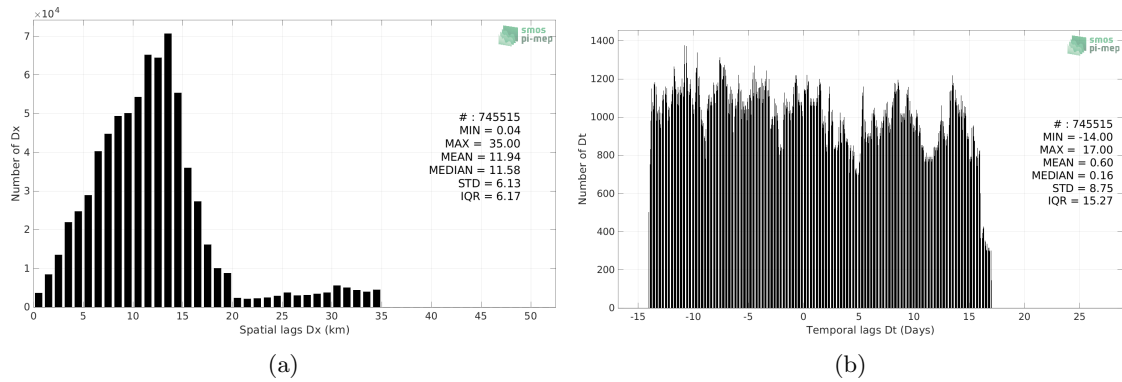 ×10⁴
7
6
5
4
3
2
1
0
Number of Dx
smos
pi-mep
# : 745515
MIN = 0.04
MAX = 35.00
MEAN = 11.94
MEDIAN = 11.58
STD = 6.13
IQR = 6.17
0 5 10 15 20 25 30 35 40 45 50
Spatial lags Dx (km)
(a)
1400
1200
1000
800
600
400
200
0
Number of Dt
smos
pi-mep
# : 745515
MIN = -14.00
MAX = 17.00
MEAN = 0.60
MEDIAN = 0.16
STD = 8.75
IQR = 15.27
-15 -10 -5 0 5 10 15 20 25
Temporal lags Dt (Days)
(b)